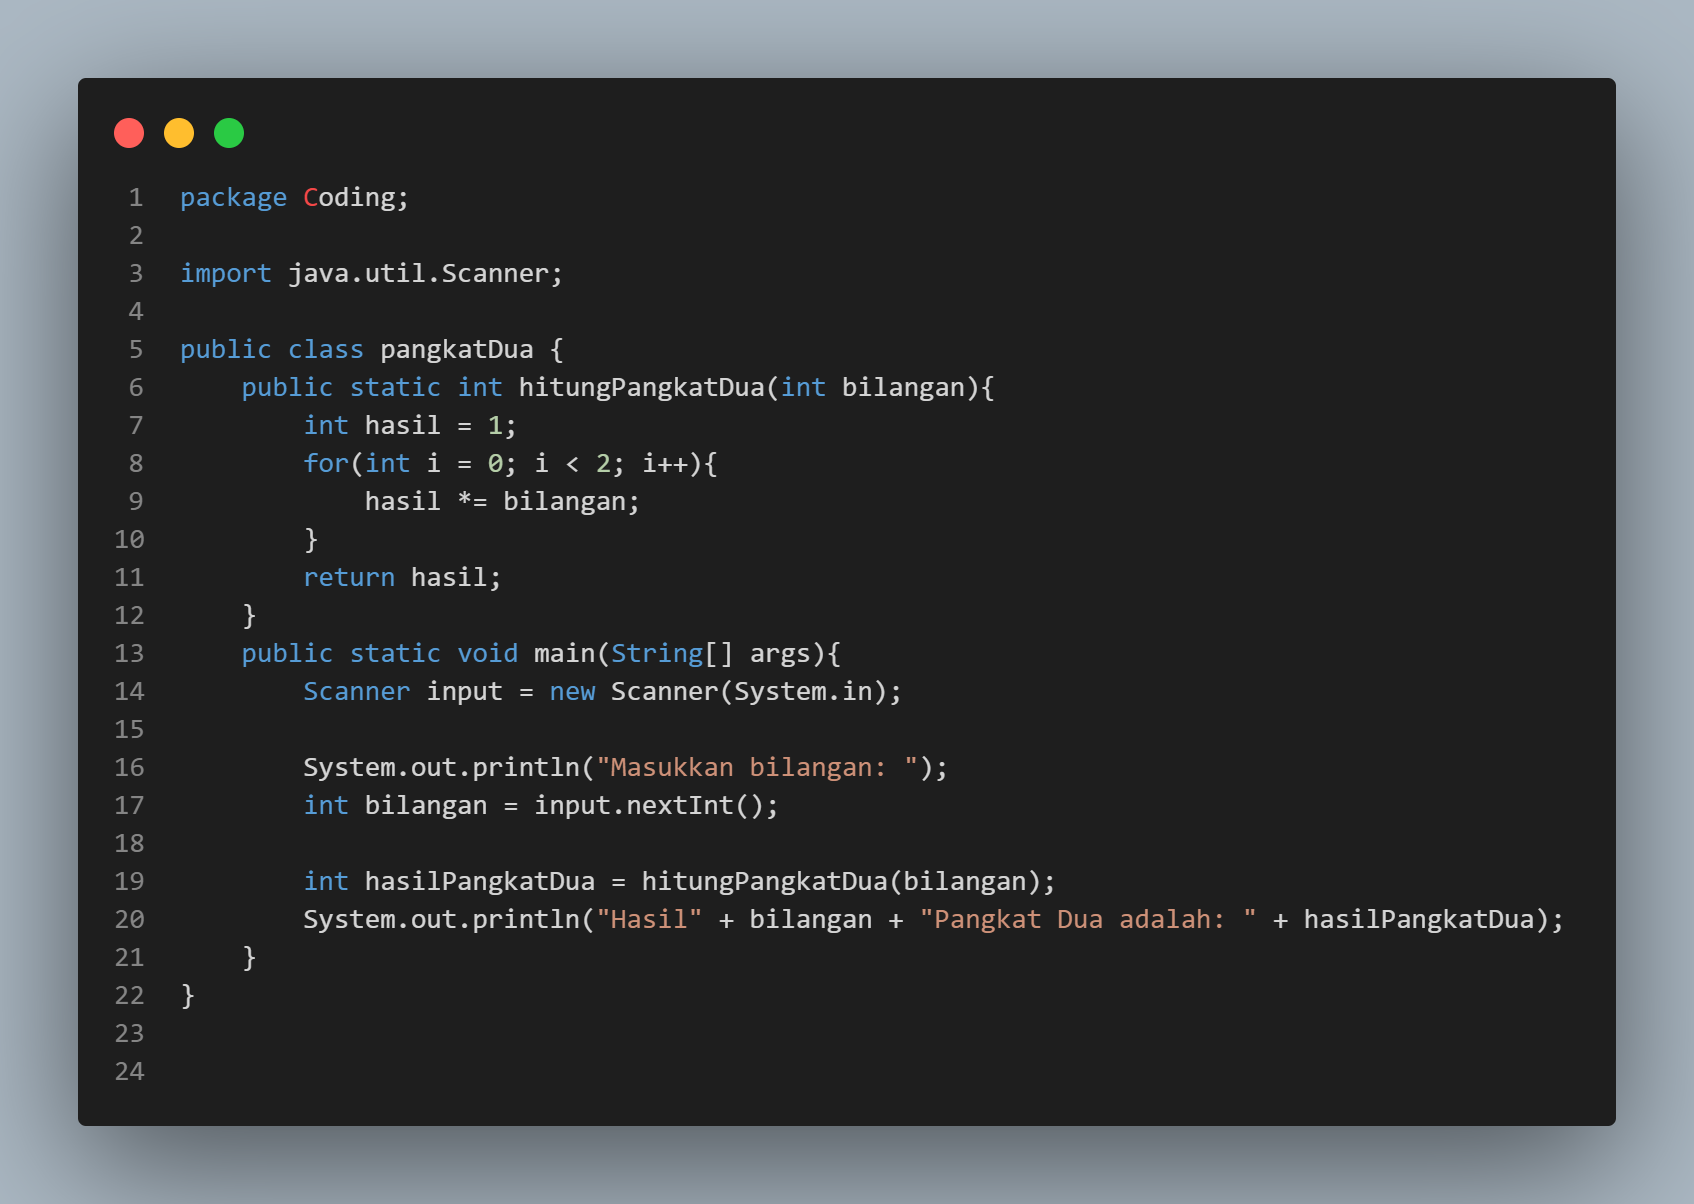 1 package Coding;
2
3 import java.util.Scanner;
4
5 public class pangkatDua {
6     public static int hitungPangkatDua(int bilangan){
7         int hasil = 1;
8         for(int i = 0; i < 2; i++){
9             hasil *= bilangan;
10         }
11         return hasil;
12     }
13     public static void main(String[] args){
14         Scanner input = new Scanner(System.in);
15
16         System.out.println("Masukkan bilangan: ");
17         int bilangan = input.nextInt();
18
19         int hasilPangkatDua = hitungPangkatDua(bilangan);
20         System.out.println("Hasil" + bilangan + "Pangkat Dua adalah: " + hasilPangkatDua);
21     }
22 }
23
24